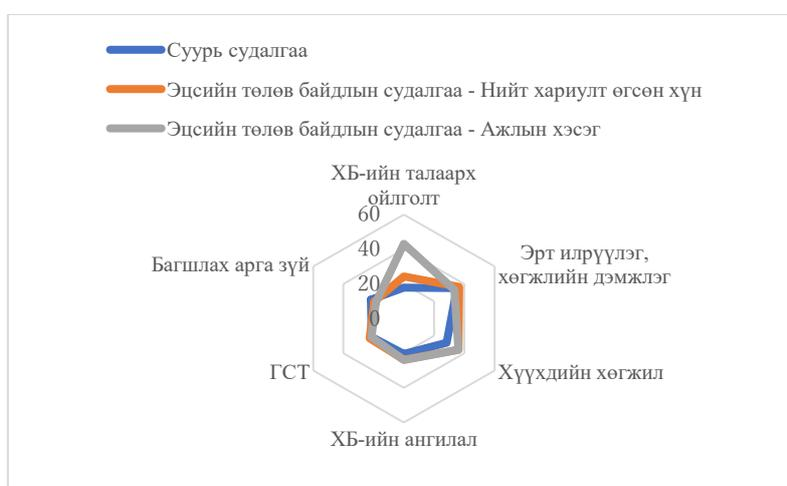 Суурь судалгаа
Эцсийн төлөв байдлын судалгаа - Нийт хариулт өгсөн хүн
Эцсийн төлөв байдлын судалгаа - Ажлын хэсэг
ХБ-ийн талаарх
ойлголт
60
40
20
0
Эрт илрүүлэг,
хөгжлийн дэмжлэг
Хүүхдийн хөгжил
ХБ-ийн ангилал
ГСТ
Багшлах арга зүй